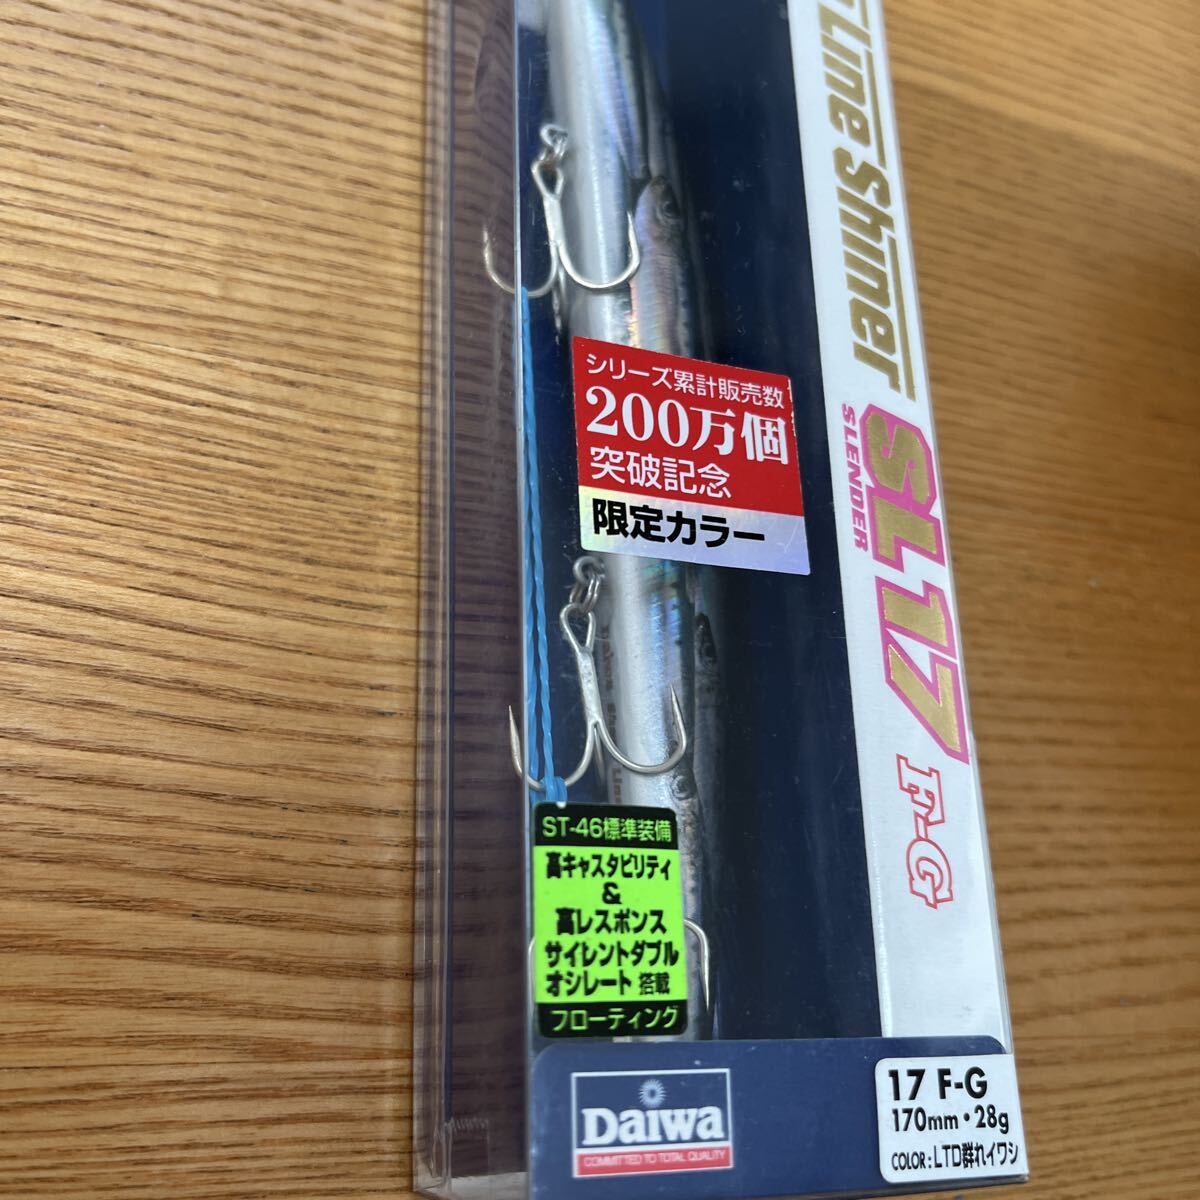 Line Shiner
SL17
SLENDER
F-G
シリーズ累計販売数
200万個
突破記念
限定カラー
ST-46標準装備
高キャスタビリティ
&
高レスポンス
サイレントダブル
オシレート 搭載
フローティング
Daiwa
COMMITTED TO TOTAL QUALITY
17 F-G
170mm・28g
COLOR:LTD群れイワシ